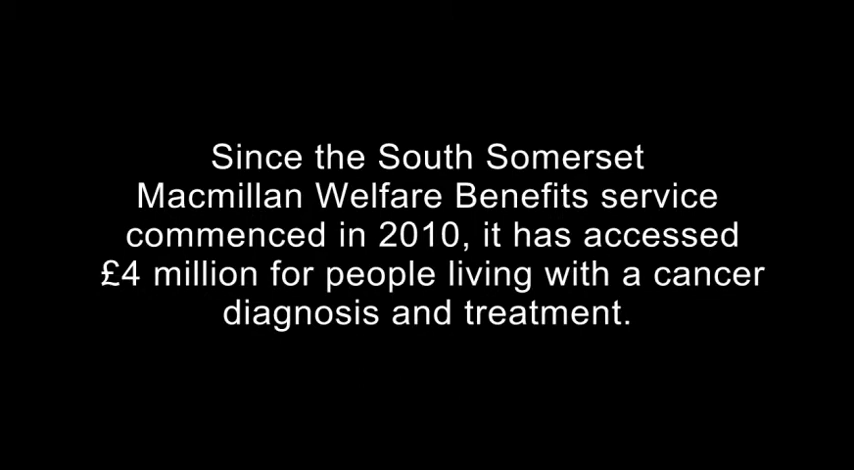 Since the South Somerset
Macmillan Welfare Benefits service
commenced in 2010, it has accessed
£4 million for people living with a cancer
diagnosis and treatment.